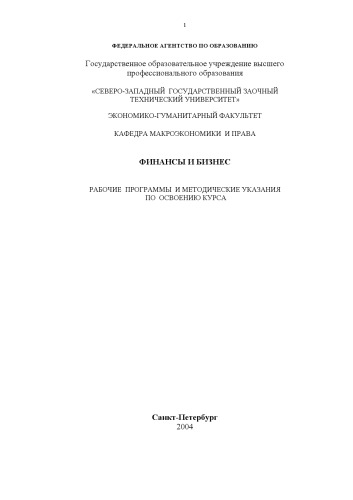 1
ФЕДЕРАЛЬНОЕ АГЕНТСТВО ПО ОБРАЗОВАНИЮ
Государственное образовательное учреждение высшего
профессионального образования
«СЕВЕРО-ЗАПАДНЫЙ ГОСУДАРСТВЕННЫЙ ЗАОЧНЫЙ
ТЕХНИЧЕСКИЙ УНИВЕРСИТЕТ»
ЭКОНОМИКО-ГУМАНИТАРНЫЙ ФАКУЛЬТЕТ
КАФЕДРА МАКРОЭКОНОМИКИ И ПРАВА
ФИНАНСЫ И БИЗНЕС
РАБОЧИЕ ПРОГРАММЫ И МЕТОДИЧЕСКИЕ УКАЗАНИЯ
ПО ОСВОЕНИЮ КУРСА
Санкт-Петербург
2004